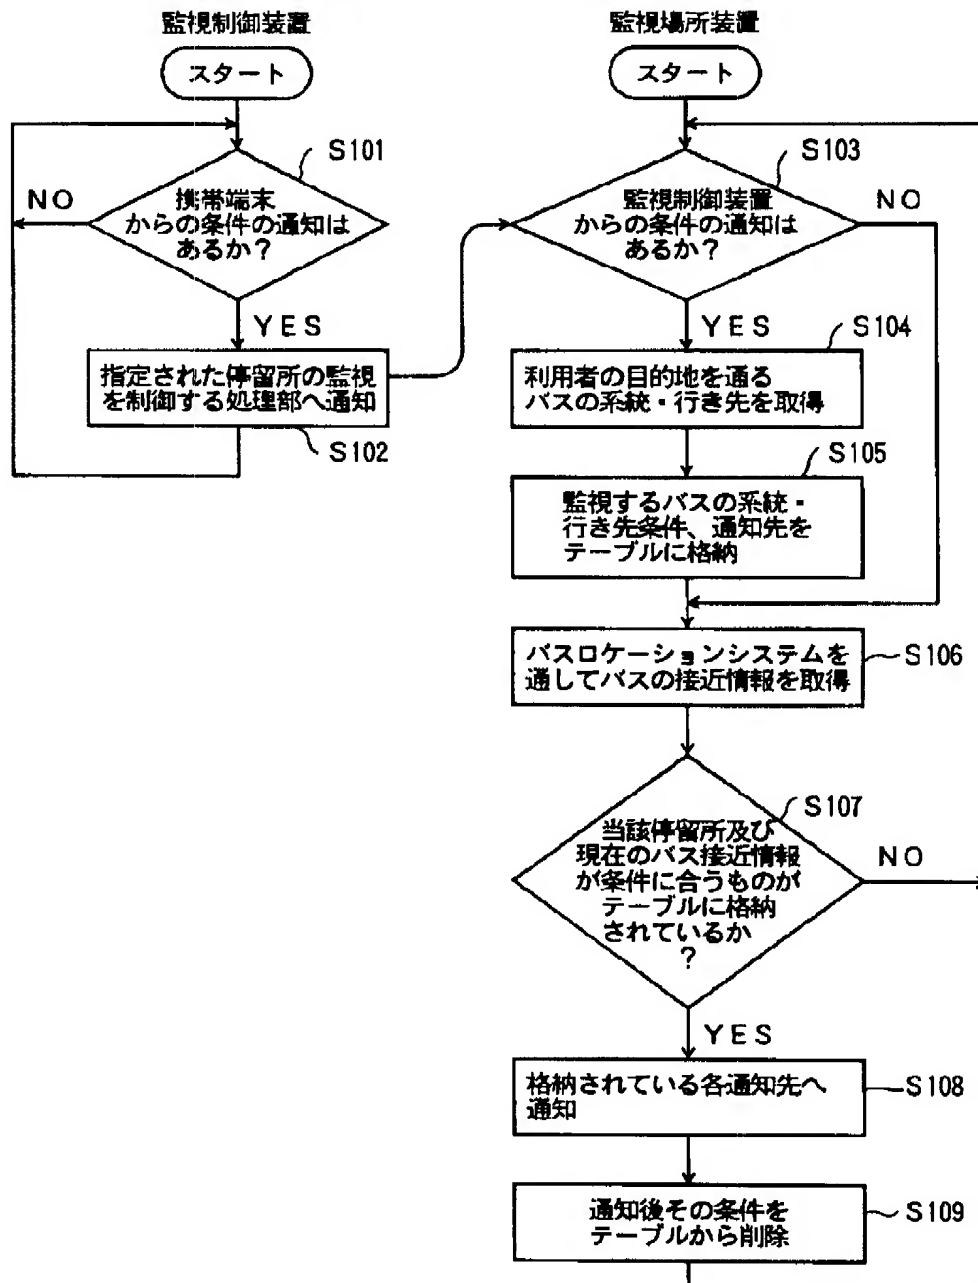 監視制御装置
スタート
S101
携帯端末
からの条件の通知は
あるか？
NO
YES
指定された停留所の監視
を制御する処理部へ通知
S102
監視場所装置
スタート
S103
監視制御装置
からの条件の通知は
あるか？
NO
YES
S104
利用者の目的地を通る
バスの系統・行き先を取得
S105
監視するバスの系統・
行き先条件、通知先を
テーブルに格納
バスロケーションシステムを
通してバスの接近情報を取得
S106
S107
当該停留所及び
現在のバス接近情報
が条件に合うものが
テーブルに格納
されているか
？
NO
YES
格納されている各通知先へ
通知
S108
通知後その条件を
テーブルから削除
S109